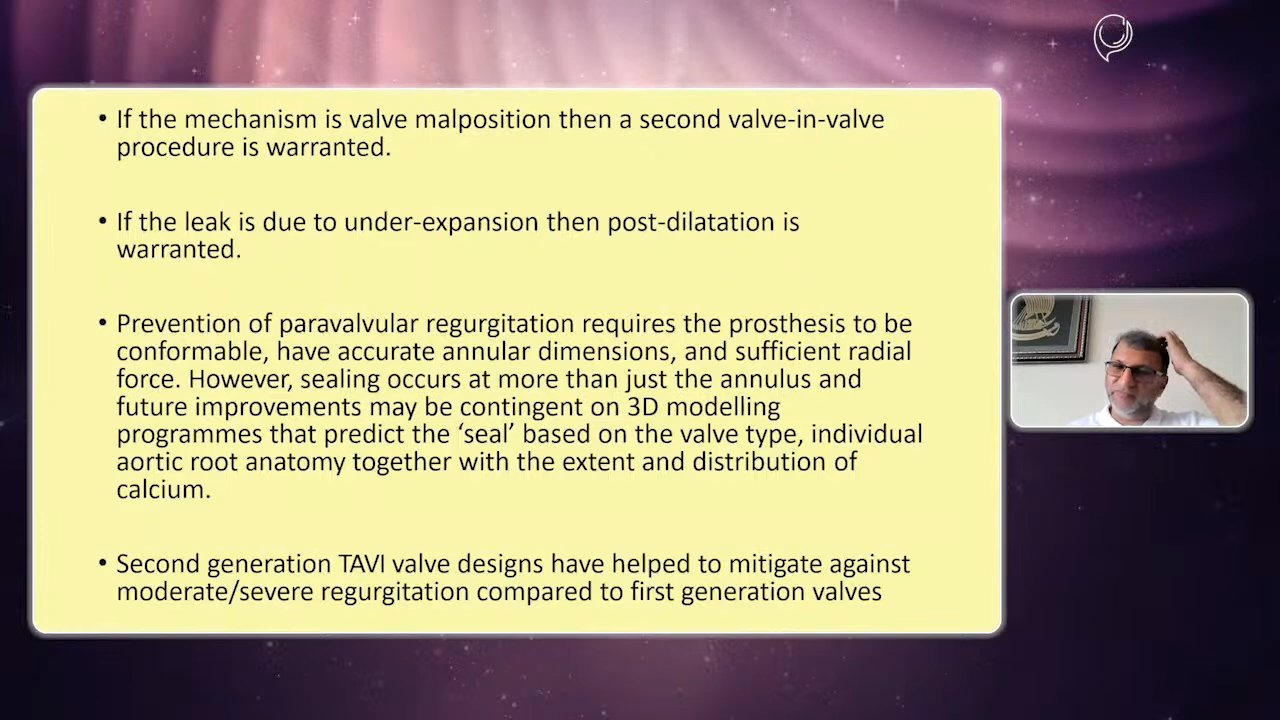 • If the mechanism is valve malposition then a second valve-in-valve
procedure is warranted.
• If the leak is due to under-expansion then post-dilatation is
warranted.
• Prevention of paravalvular regurgitation requires the prosthesis to be
conformable, have accurate annular dimensions, and sufficient radial
force. However, sealing occurs at more than just the annulus and
future improvements may be contingent on 3D modelling
programmes that predict the ‘seal’ based on the valve type, individual
aortic root anatomy together with the extent and distribution of
calcium.
• Second generation TAVI valve designs have helped to mitigate against
moderate/severe regurgitation compared to first generation valves